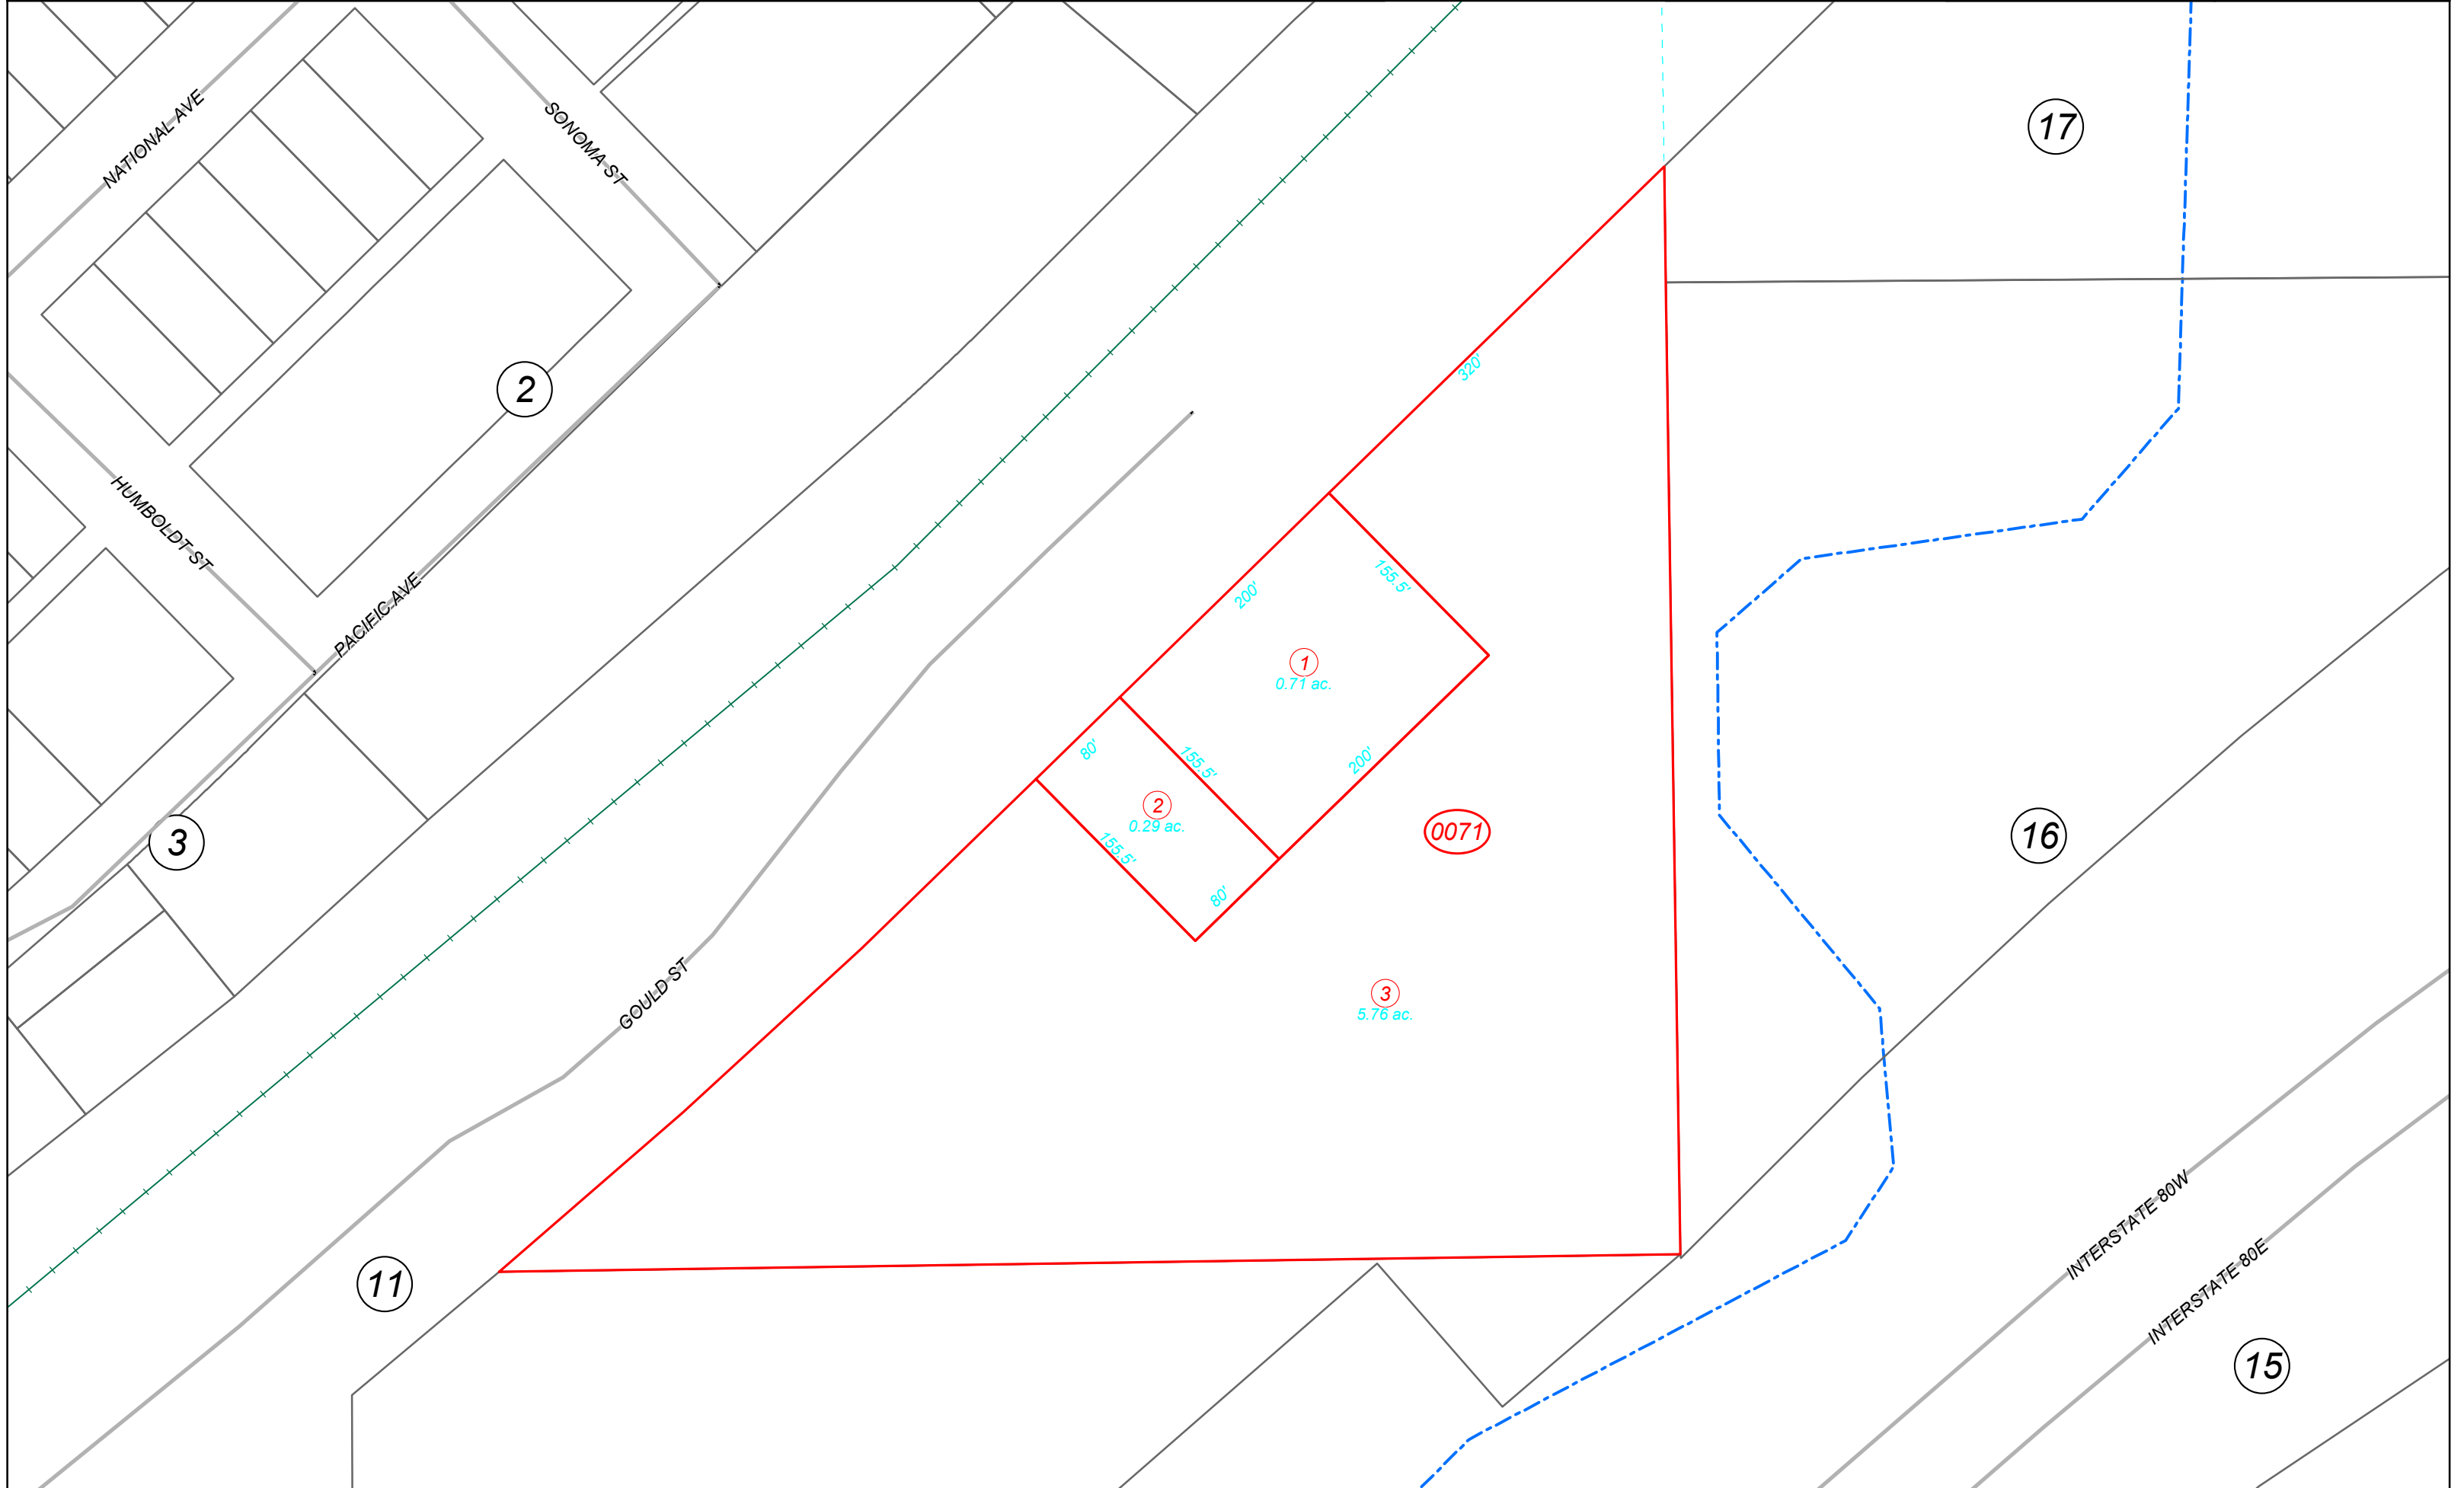 NATIONAL AVE
SONOMA ST
17
320'
2
HUMBOLDT ST
PACIFIC AVE
200'
155.5'
1
0.71 ac.
80'
155.5'
200'
2
0.29 ac.
155.5'
80'
0071
16
3
GOULD ST
3
5.76 ac.
11
INTERSTATE 80W
INTERSTATE 80E
15